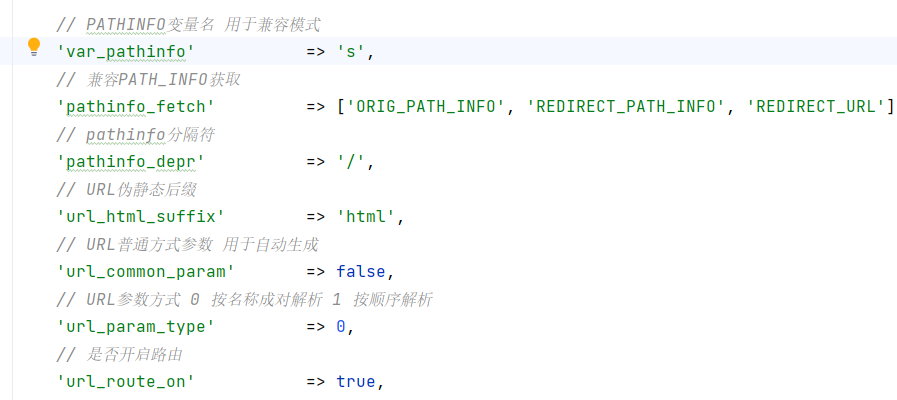 // PATHINFO变量名 用于兼容模式
'var_pathinfo' => 's',
// 兼容PATH_INFO获取
'pathinfo_fetch' => ['ORIG_PATH_INFO', 'REDIRECT_PATH_INFO', 'REDIRECT_URL']
// pathinfo分隔符
'pathinfo_depr' => '/',
// URL伪静态后缀
'url_html_suffix' => 'html',
// URL普通方式参数 用于自动生成
'url_common_param' => false,
// URL参数方式 0 按名称成对解析 1 按顺序解析
'url_param_type' => 0,
// 是否开启路由
'url_route_on' => true,